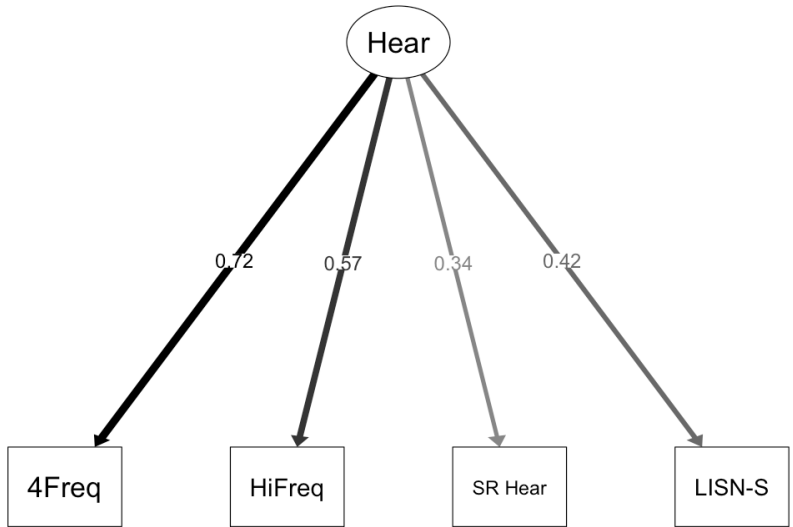 Hear
0.72
0.57
0.34
0.42
4Freq
HiFreq
SR Hear
LISN-S